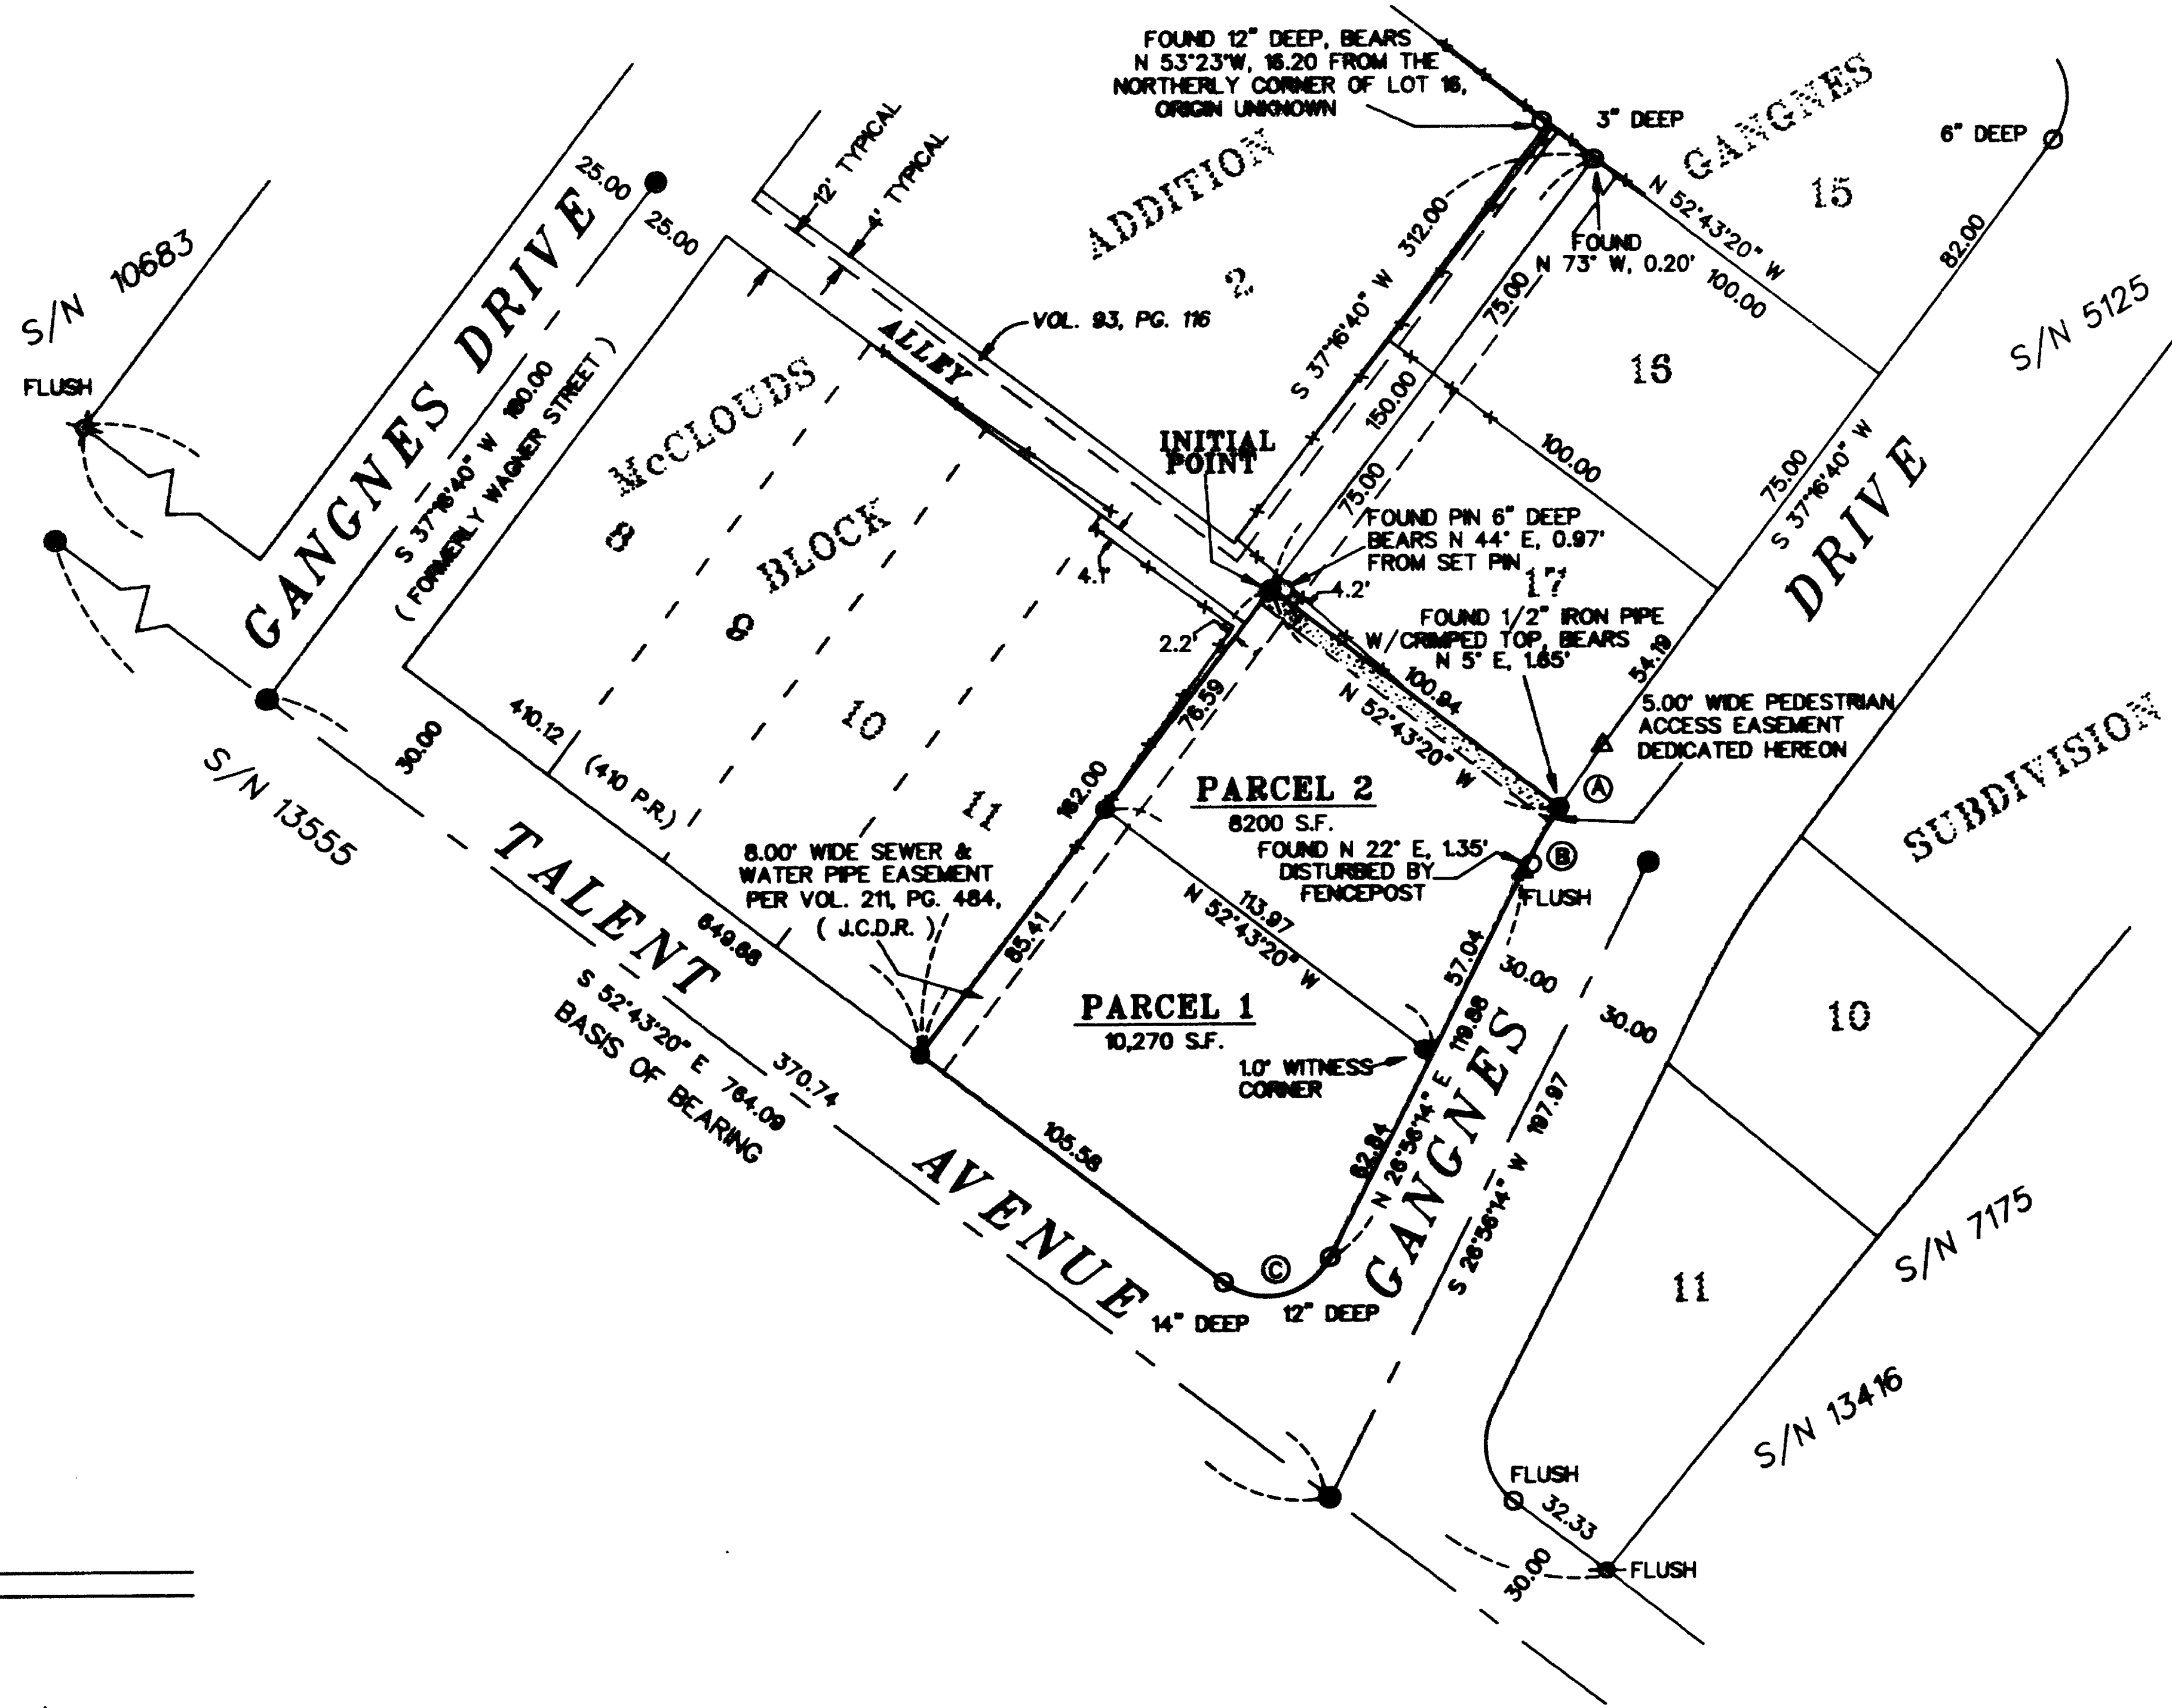 FOUND 12" DEEP, BEARS
N 53°23'W, 16.20 FROM THE
NORTHERLY CORNER OF LOT 16,
ORIGIN UNKNOWN
3" DEEP
GANGNES
6" DEEP
15
12' TYPICAL
4' TYPICAL
ADDITION
2
25.00
25.00
S/N 10683
FLUSH
GANGNES DRIVE
S 37°16'40" W 180.00
(FORMERLY WAGNER STREET)
VOL. 93, PG. 116
ALLEY
312.00
S 37°16'40" W
FOUND
N 73° W, 0.20'
N 52°43'20" W
100.00
82.00
S/N 5125
75.00
150.00
75.00
16
100.00
75.00
S 37°16'40" W
DRIVE
McCLOUDS
8
BLOCK
9
10
11
INITIAL
POINT
FOUND PIN 6" DEEP
BEARS N 44° E, 0.97'
FROM SET PIN
17
4.1'
4.2'
2.2'
FOUND 1/2" IRON PIPE
W/CRIMPED TOP, BEARS
N 5° E, 1.65'
54.19
76.59
100.94
N 52°43'20" W
5.00' WIDE PEDESTRIAN
ACCESS EASEMENT
DEDICATED HEREON
SUBDIVISION
410.12
(410 P.R.)
30.00
S/N 13555
162.00
PARCEL 2
8200 S.F.
A
FOUND N 22° E, 1.35'
DISTURBED BY
FENCEPOST
B
FLUSH
8.00' WIDE SEWER &
WATER PIPE EASEMENT
PER VOL. 211, PG. 484,
( J.C.D.R. )
TALENT
649.68
113.97
N 52°43'20" W
85.41
57.04
30.00
30.00
119.88
10
S 52°43'20" E 764.09
370.74
BASIS OF BEARING
PARCEL 1
10,270 S.F.
1.0' WITNESS
CORNER
N 26°56'14" E
62.84
GANGNES
S 26°56'14" W 197.97
105.58
AVENUE
C
14" DEEP
12" DEEP
11
S/N 7175
S/N 13416
FLUSH
32.33
30.00
FLUSH